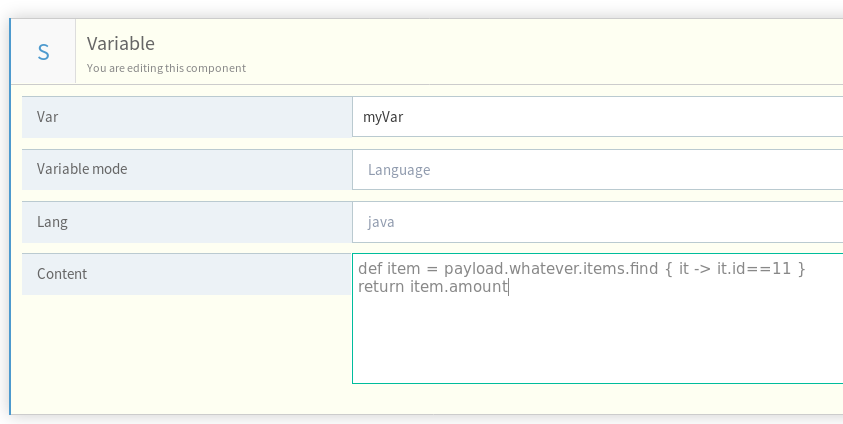 S
Variable
You are editing this component
Var
myVar
Variable mode
Language
Lang
java
Content
def item = payload.whatever.items.find { it -> it.id==11 }
return item.amount